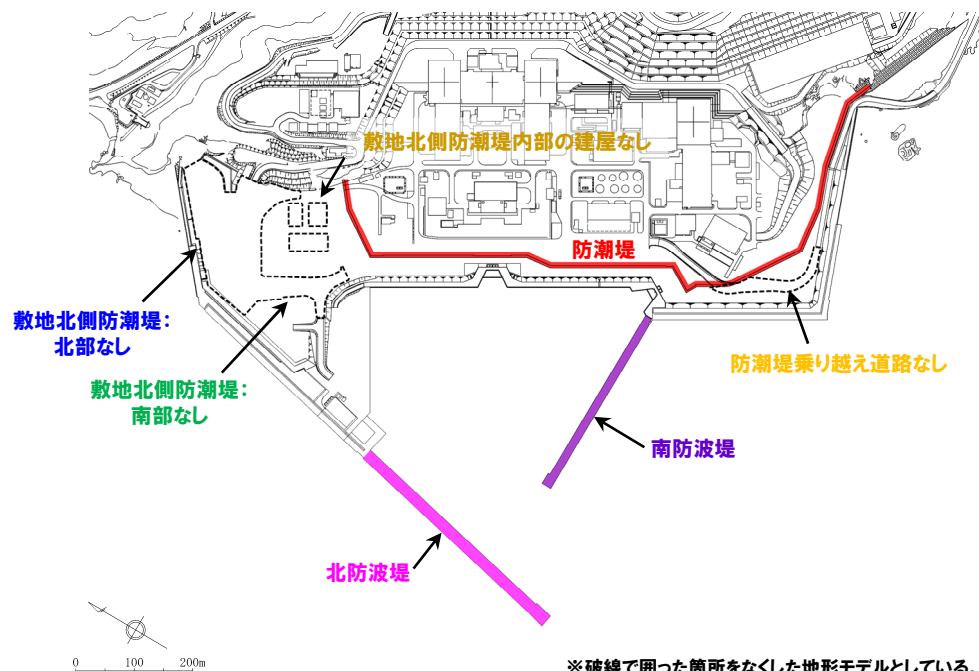 敷地北側防潮堤内部の建屋なし
防潮堤
敷地北側防潮堤：
北部なし
敷地北側防潮堤：
南部なし
防潮堤乗り越え道路なし
南防波堤
北防波堤
0 100 200m
※破線で囲った箇所をなくした地形モデルとしている。